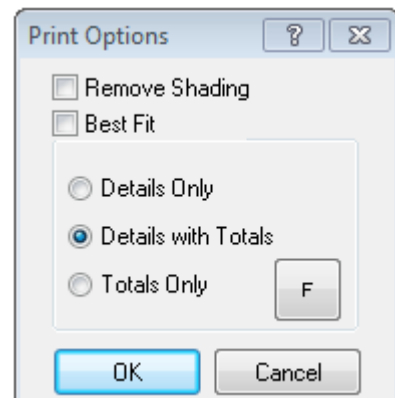 Print Options
Remove Shading
Best Fit
Details Only
Details with Totals
Totals Only
F
OK Cancel